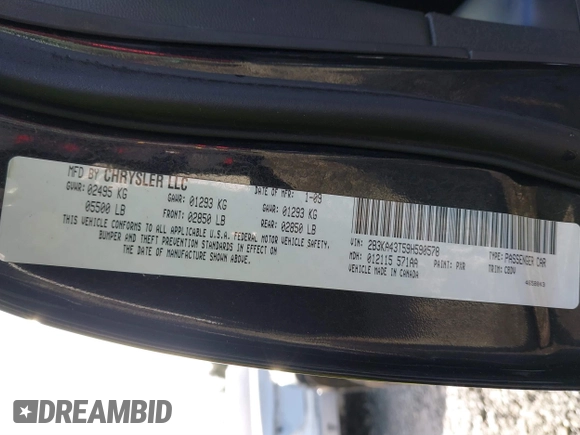 MFD BY CHRYSLER LLC DATE OF MFR 1-09
GVWR: 02495 KG GAWR: 01293 KG GAWR: 01293 KG
05500 LB FRONT: 02850 LB REAR: 02850 LB
THIS VEHICLE CONFORMS TO ALL APPLICABLE U.S.A. FEDERAL MOTOR VEHICLE SAFETY,
BUMPER AND THEFT PREVENTION STANDARDS IN EFFECT ON
THE DATE OF MANUFACTURE SHOWN ABOVE.
VIN: 2B3KA43T59H590578 TYPE: PASSENGER CAR
MDH: 012115 571AA PAINT: PXR TRIM: CBDV
VEHICLE MADE IN CANADA
DREAMBID